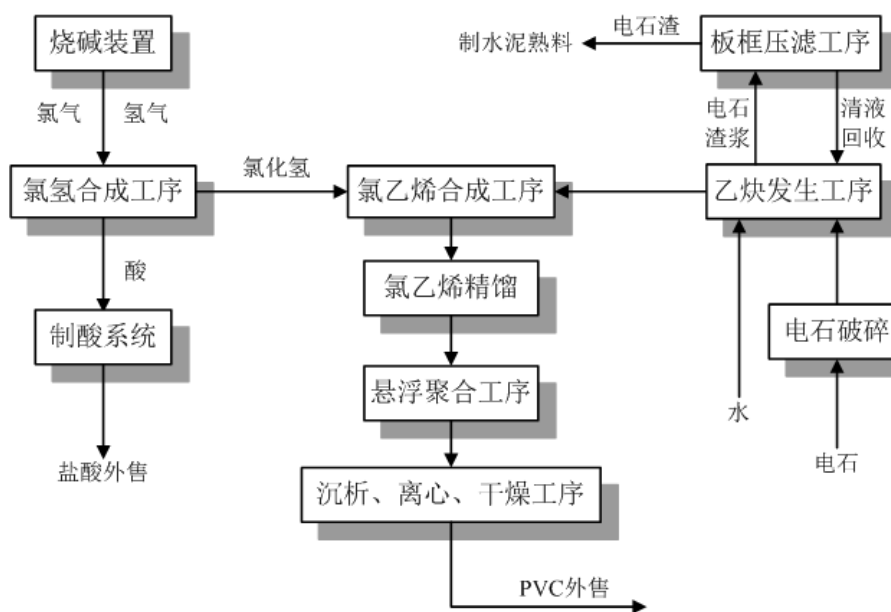 烧碱装置
制水泥熟料
电石渣
板框压滤工序
氯气
氢气
电石
渣浆
清液
回收
氯氢合成工序
氯化氢
氯乙烯合成工序
乙炔发生工序
酸
氯乙烯精馏
制酸系统
电石破碎
悬浮聚合工序
水
盐酸外售
电石
沉析、离心、干燥工序
PVC外售